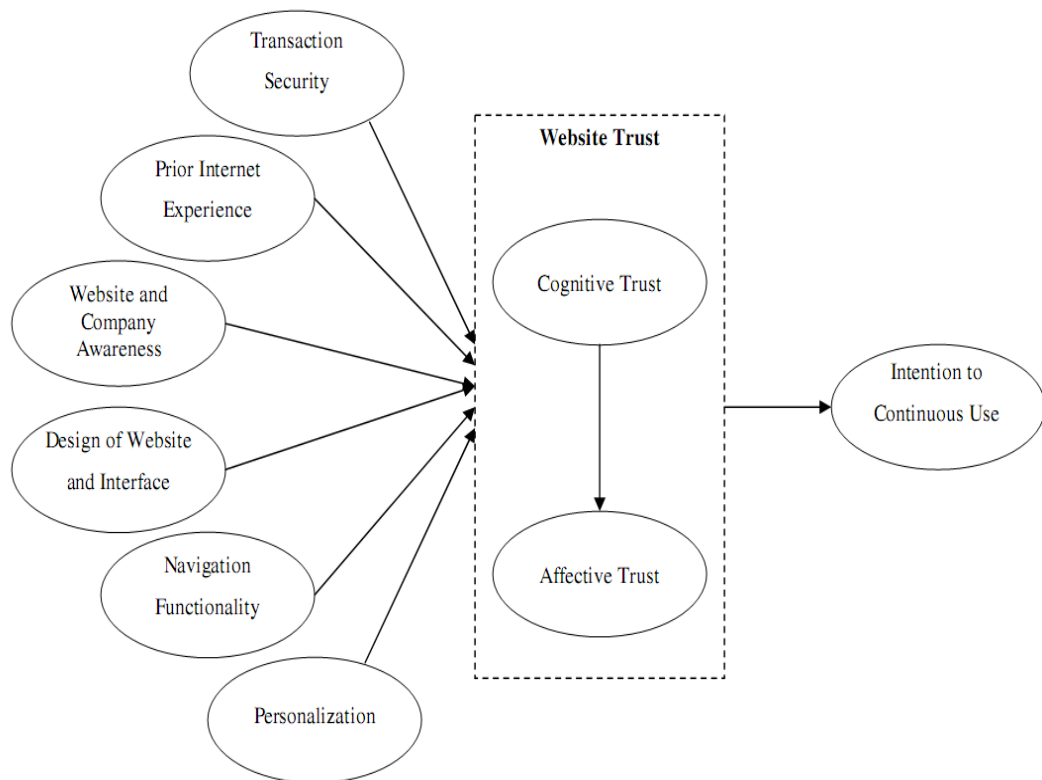 Transaction
Security
Prior Internet
Experience
Website and
Company
Awareness
Design of Website
and Interface
Navigation
Functionality
Personalization
Website Trust
Cognitive Trust
Affective Trust
Intention to
Continuous Use